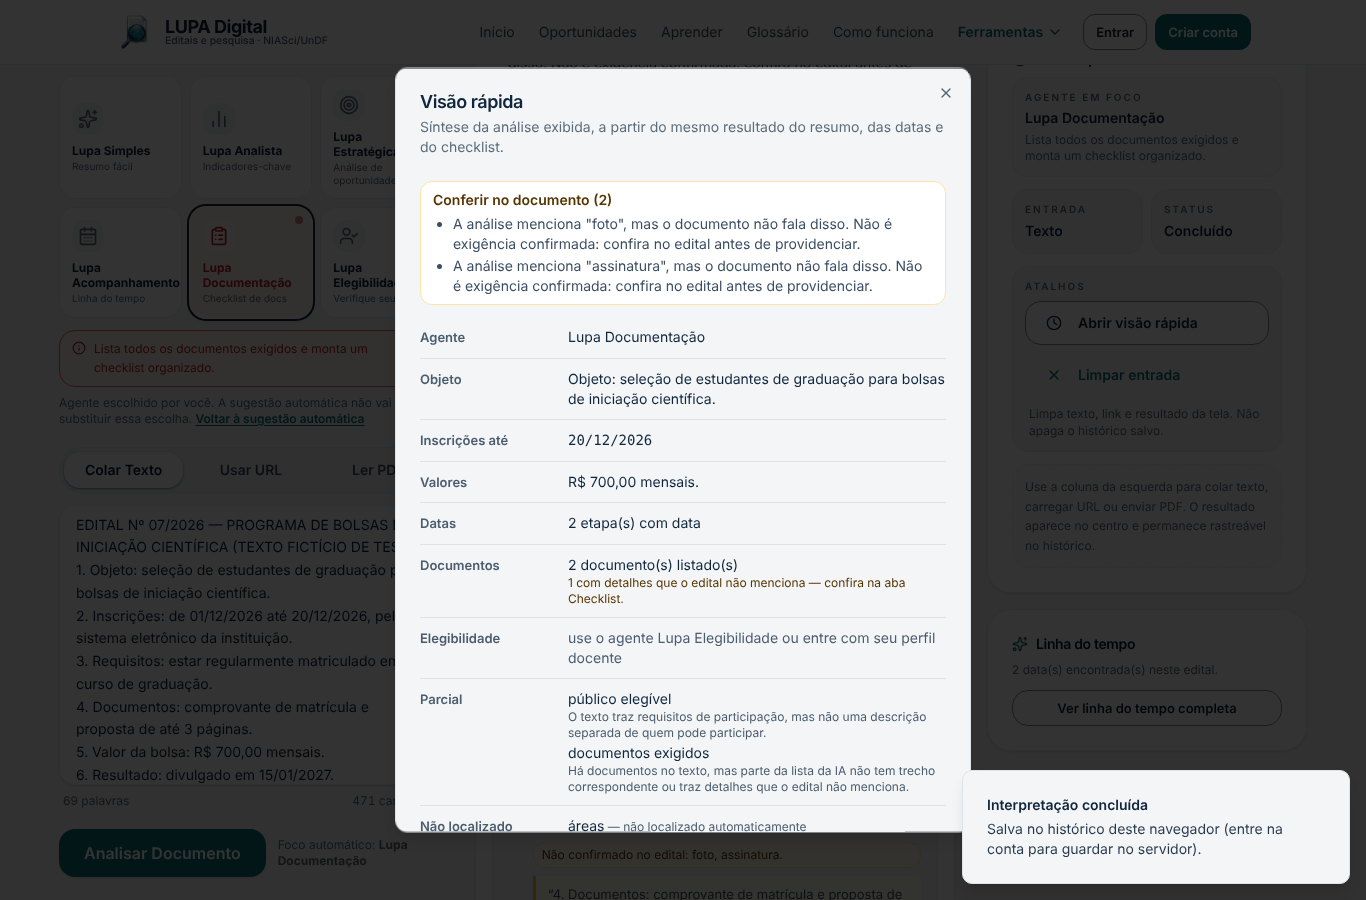 LUPA Digital
Editais e pesquisa · NIASci/UnDF
Início
Oportunidades
Aprender
Glossário
Como funciona
Ferramentas
Entrar
Criar conta
Lupa Simples
Resumo fácil
Lupa Analista
Indicadores-chave
Lupa
Estratégica
Análise de
oportunidade
Lupa
Acompanhamento
Linha do tempo
Lupa
Documentação
Checklist de docs
Lupa
Verifique seu
Lista todos os documentos exigidos e monta um
checklist organizado.
Agente escolhido por você. A sugestão automática não vai
substituir essa escolha. Voltar à sugestão automática
Colar Texto
Usar URL
Ler
EDITAL Nº 07/2026 — PROGRAMA DE BOLSAS
INICIAÇÃO CIENTÍFICA (TEXTO FICTÍCIO DE
1. Objeto: seleção de estudantes de graduação
bolsas de iniciação científica.
2. Inscrições: de 01/12/2026 até 20/12/2026,
sistema eletrônico da instituição.
3. Requisitos: estar regularmente matriculado
curso de graduação.
4. Documentos: comprovante de matrícula e
proposta de até 3 páginas.
5. Valor da bolsa: R$ 700,00 mensais.
6. Resultado: divulgado em 15/01/2027.
69 palavras
471
Analisar Documento
Foco automático: Lupa
Documentação
Visão rápida
Síntese da análise exibida, a partir do mesmo resultado do resumo, das datas e
do checklist.
Conferir no documento (2)
• A análise menciona "foto", mas o documento não fala disso. Não é
exigência confirmada: confira no edital antes de providenciar.
• A análise menciona "assinatura", mas o documento não fala disso. Não
é exigência confirmada: confira no edital antes de providenciar.
Agente
Lupa Documentação
Objeto
Objeto: seleção de estudantes de graduação para bolsas
de iniciação científica.
Inscrições até
20/12/2026
Valores
R$ 700,00 mensais.
Datas
2 etapa(s) com data
Documentos
2 documento(s) listado(s)
1 com detalhes que o edital não menciona — confira na aba
Checklist.
Elegibilidade
use o agente Lupa Elegibilidade ou entre com seu perfil
docente
Parcial
público elegível
O texto traz requisitos de participação, mas não uma descrição
separada de quem pode participar.
documentos exigidos
Há documentos no texto, mas parte da lista da IA não tem trecho
correspondente ou traz detalhes que o edital não menciona.
Não localizado
áreas — não localizado automaticamente
Não confirmado no edital: foto, assinatura.
"4. Documentos: comprovante de matrícula e proposta de
AGENTE EM FOCO
Lupa Documentação
Lista todos os documentos exigidos e
monta um checklist organizado.
ENTRADA
Texto
STATUS
Concluído
ATALHOS
Abrir visão rápida
Limpar entrada
Limpa texto, link e resultado da tela. Não
apaga o histórico salvo.
Use a coluna da esquerda para colar texto,
carregar URL ou enviar PDF. O resultado
aparece no centro e permanece rastreável
no histórico.
Linha do tempo
2 data(s) encontrada(s) neste edital.
Ver linha do tempo completa
Interpretação concluída
Salva no histórico deste navegador (entre na
conta para guardar no servidor).